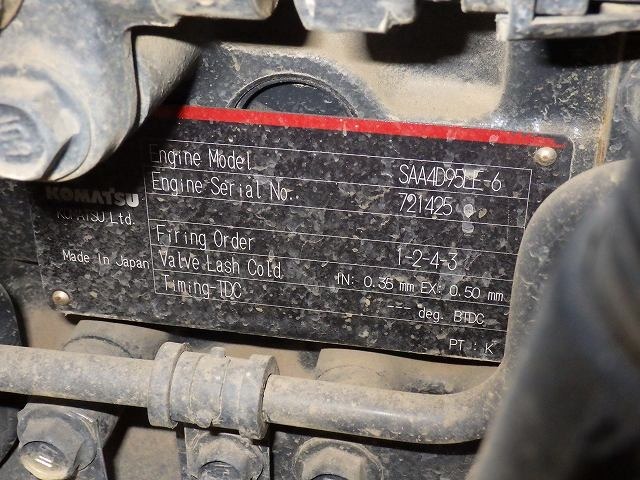 Engine Model SAA4D95LE-6
Engine Serial No.. 721425
KOMATSU
Ltd.
Firing Order 1-2-4-3
Made in Japan
Valve Lash Cold IN: 0.35 mm EX: 0.50 mm
Timing-TDC --- deg. BTDC
PT : K